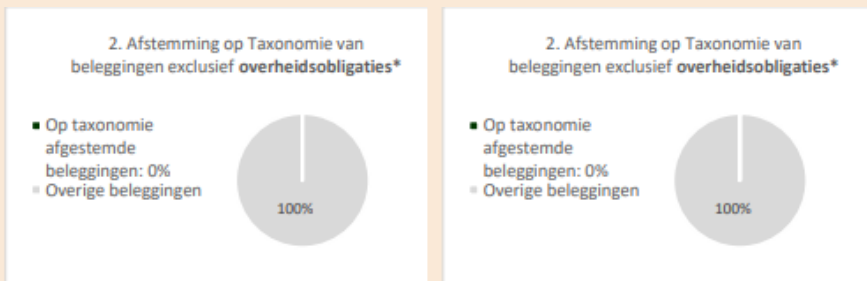 2. Afstemming op Taxonomie van
beleggingen exclusief overheidsobligaties*
Op taxonomie
afgestemde
beleggingen: 0%
Overige beleggingen
100%
2. Afstemming op Taxonomie van
beleggingen exclusief overheidsobligaties*
Op taxonomie
afgestemde
beleggingen: 0%
Overige beleggingen
100%